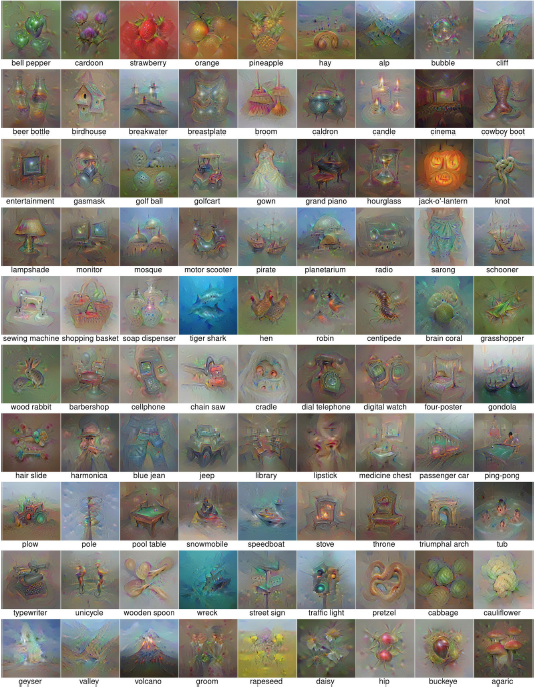 bell pepper cardoon strawberry orange pineapple hay alp bubble cliff
beer bottle birdhouse breakwater breastplate broom caldron candle cinema cowboy boot
entertainment gasmask golf ball golfcart gown grand piano hourglass jack-o'-lantern knot
lampshade monitor mosque motor scooter pirate planetarium radio sarong schooner
sewing machine shopping basket soap dispenser tiger shark hen robin centipede brain coral grasshopper
wood rabbit barbershop cellphone chain saw cradle dial telephone digital watch four-poster gondola
hair slide harmonica blue jean jeep library lipstick medicine chest passenger car ping-pong
plow pole pool table snowmobile speedboat stove throne triumphal arch tub
typewriter unicycle wooden spoon wreck street sign traffic light pretzel cabbage cauliflower
geyser valley volcano groom rapeseed daisy hip buckeye agaric